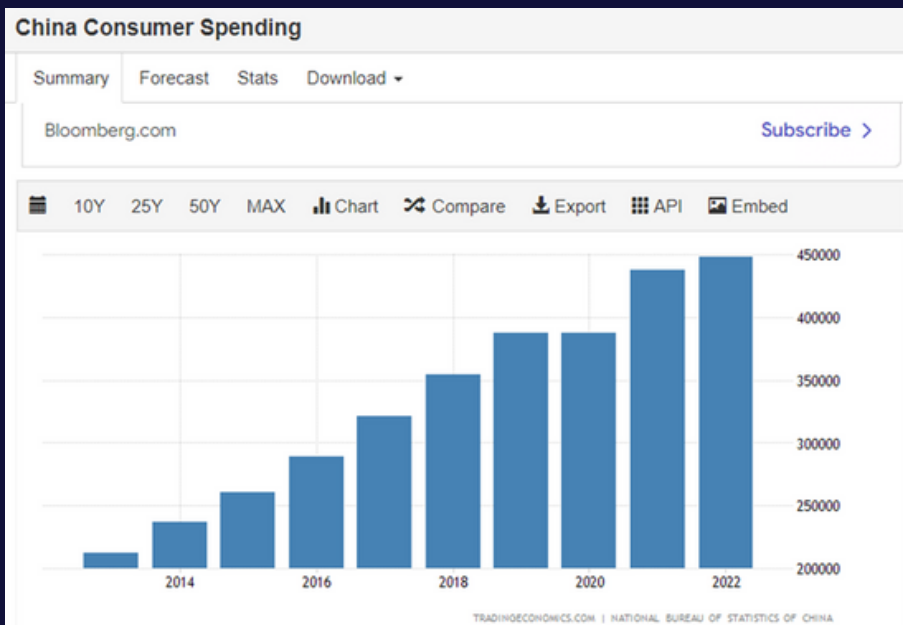 China Consumer Spending
Summary Forecast Stats Download
Bloomberg.com Subscribe >
10Y 25Y 50Y MAX Chart Compare Export API Embed
450000
400000
350000
300000
250000
200000
2014 2016 2018 2020 2022
TRADINGECONOMICS.COM | NATIONAL BUREAU OF STATISTICS OF CHINA